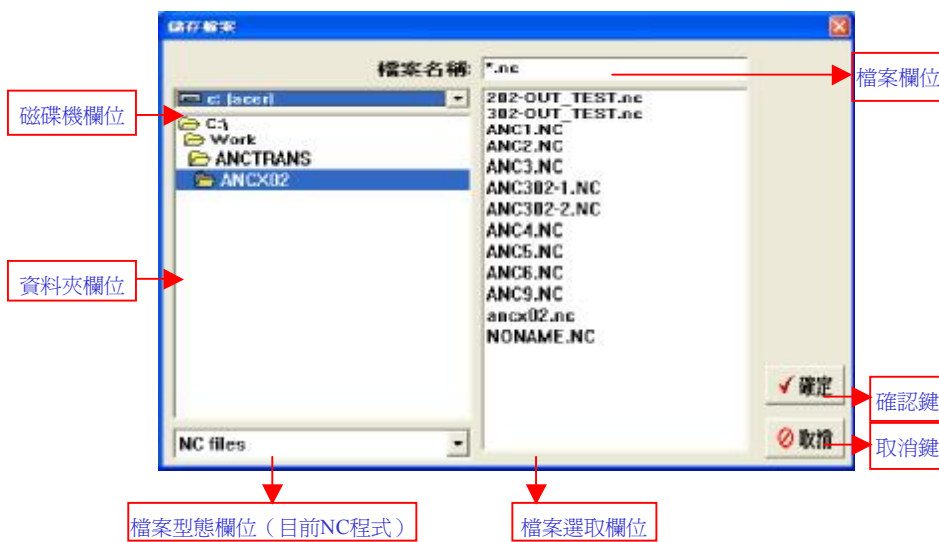 儲存檔案
檔案名稱:
*.nc
檔案欄位
磁碟機欄位
c: [acer]
C:\
Work
ANCTRANS
ANCX02
資料夾欄位
202-OUT_TEST.nc
302-OUT_TEST.nc
ANC1.NC
ANC2.NC
ANC3.NC
ANC302-1.NC
ANC302-2.NC
ANC4.NC
ANC5.NC
ANC6.NC
ANC9.NC
ancx02.nc
NONAME.NC
確定
確認鍵
NC files
取消
取消鍵
檔案型態欄位（目前NC程式）
檔案選取欄位